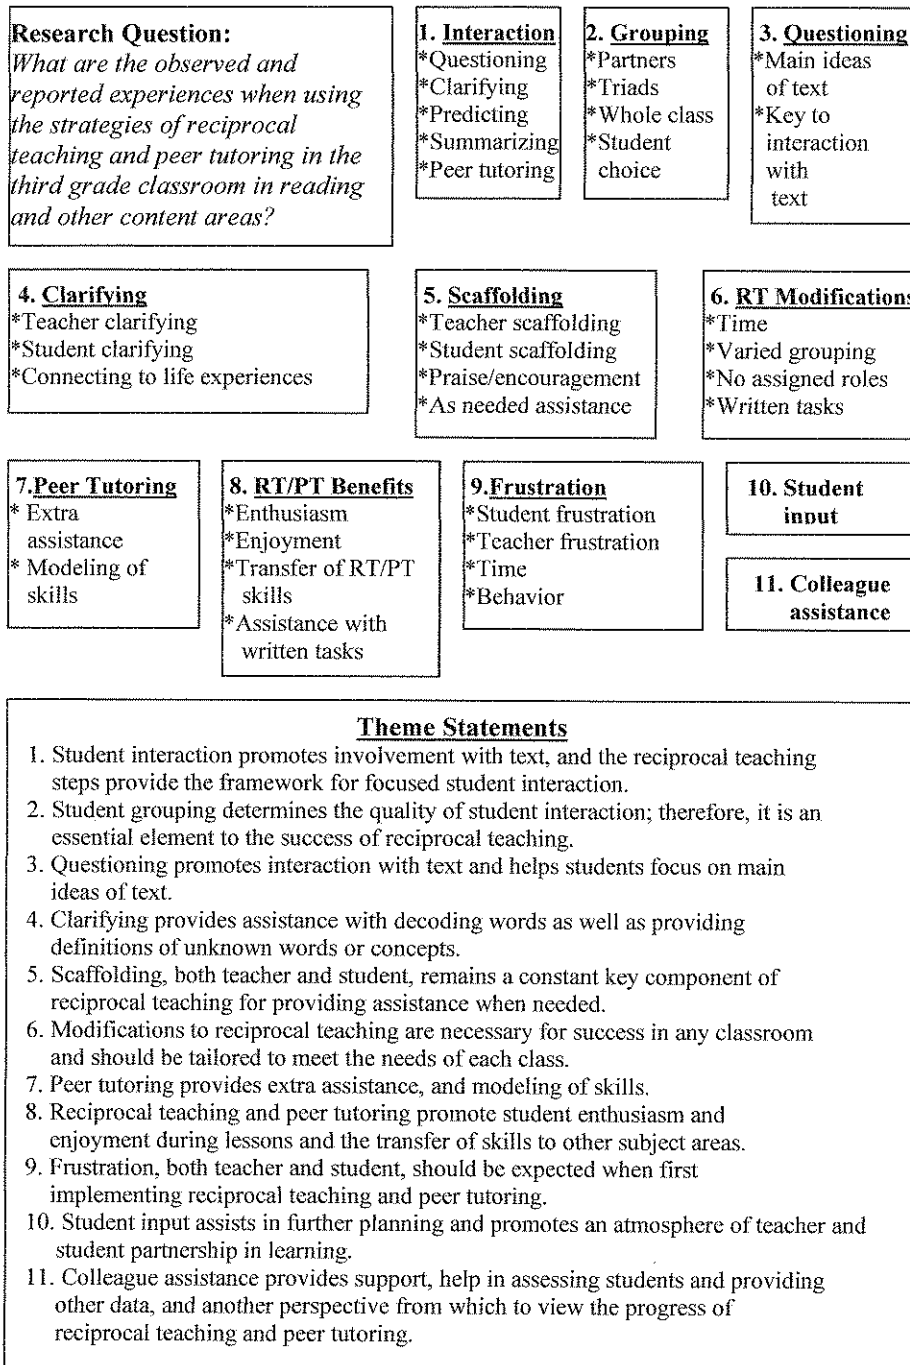 Research Question:
What are the observed and
reported experiences when using
the strategies of reciprocal
teaching and peer tutoring in the
third grade classroom in reading
and other content areas?
1. Interaction
*Questioning
*Clarifying
*Predicting
*Summarizing
*Peer tutoring
2. Grouping
*Partners
*Triads
*Whole class
*Student
choice
3. Questioning
*Main ideas
of text
*Key to
interaction
with
text
4. Clarifying
*Teacher clarifying
*Student clarifying
*Connecting to life experiences
5. Scaffolding
*Teacher scaffolding
*Student scaffolding
*Praise/encouragement
*As needed assistance
6. RT Modifications
*Time
*Varied grouping
*No assigned roles
*Written tasks
7.Peer Tutoring
* Extra
assistance
* Modeling of
skills
8. RT/PT Benefits
*Enthusiasm
*Enjoyment
*Transfer of RT/PT
skills
*Assistance with
written tasks
9.Frustration
*Student frustration
*Teacher frustration
*Time
*Behavior
10. Student
input
11. Colleague
assistance
Theme Statements
1. Student interaction promotes involvement with text, and the reciprocal teaching
steps provide the framework for focused student interaction.
2. Student grouping determines the quality of student interaction; therefore, it is an
essential element to the success of reciprocal teaching.
3. Questioning promotes interaction with text and helps students focus on main
ideas of text.
4. Clarifying provides assistance with decoding words as well as providing
definitions of unknown words or concepts.
5. Scaffolding, both teacher and student, remains a constant key component of
reciprocal teaching for providing assistance when needed.
6. Modifications to reciprocal teaching are necessary for success in any classroom
and should be tailored to meet the needs of each class.
7. Peer tutoring provides extra assistance, and modeling of skills.
8. Reciprocal teaching and peer tutoring promote student enthusiasm and
enjoyment during lessons and the transfer of skills to other subject areas.
9. Frustration, both teacher and student, should be expected when first
implementing reciprocal teaching and peer tutoring.
10. Student input assists in further planning and promotes an atmosphere of teacher and
student partnership in learning.
11. Colleague assistance provides support, help in assessing students and providing
other data, and another perspective from which to view the progress of
reciprocal teaching and peer tutoring.